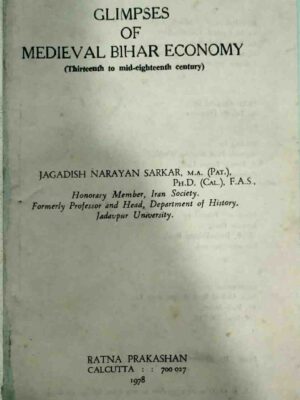 GLIMPSES
OF
MEDIEVAL BIHAR ECONOMY
(Thirteenth to mid-eighteenth century)
JAGADISH NARAYAN SARKAR, M.A. (PAT.),
PH.D. (CAL.), F.A.S.,
Honorary Member, Iran Society.
Formerly Professor and Head, Department of History,
Jadavpur University.
RATNA PRAKASHAN
CALCUTTA : : 700 027
1978